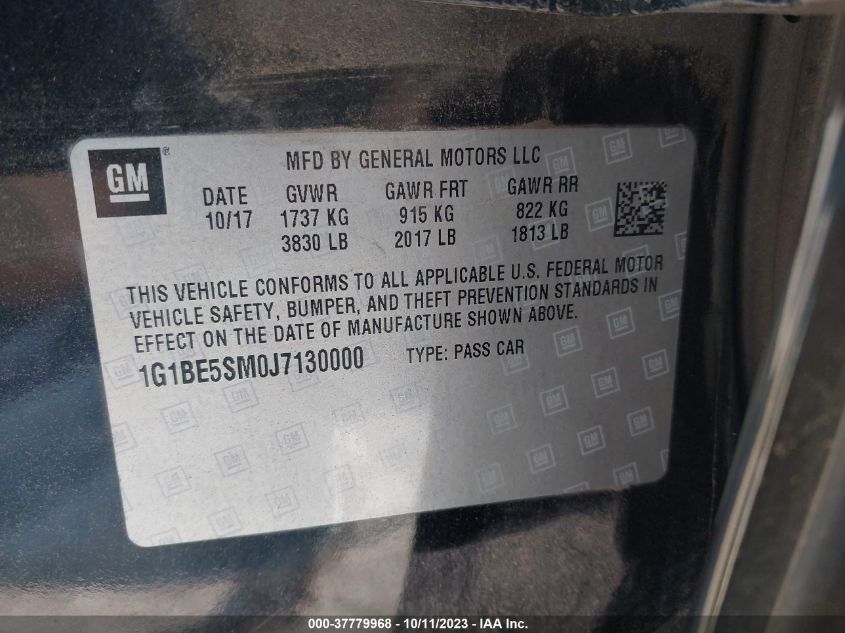 GM ®
MFD BY GENERAL MOTORS LLC
DATE GVWR GAWR FRT GAWR RR
10/17 1737 KG 915 KG 822 KG
3830 LB 2017 LB 1813 LB
THIS VEHICLE CONFORMS TO ALL APPLICABLE U.S. FEDERAL MOTOR
VEHICLE SAFETY, BUMPER, AND THEFT PREVENTION STANDARDS IN
EFFECT ON THE DATE OF MANUFACTURE SHOWN ABOVE.
1G1BE5SM0J7130000 TYPE: PASS CAR
000-37779968 - 10/11/2023 - IAA Inc.